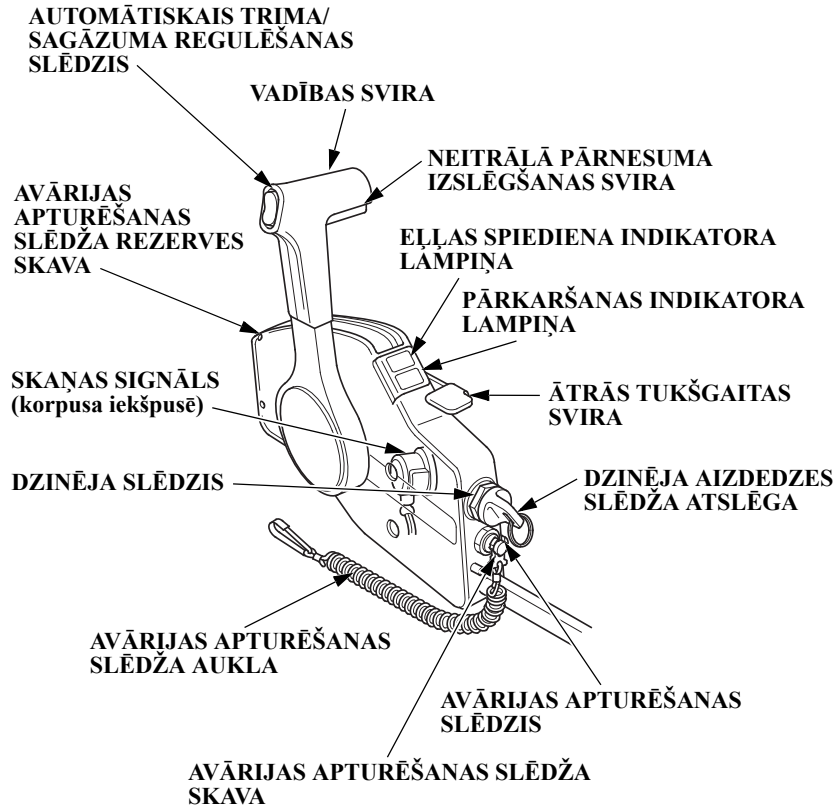 AUTOMĀTISKAIS TRIMA/
SAGĀZUMA REGULĒŠANAS
SLĒDZIS
VADĪBAS SVIRA
NEITRĀLĀ PĀRNESUMA
IZSLĒGŠANAS SVIRA
AVĀRIJAS
APTURĒŠANAS
SLĒDŽA REZERVES
SKAVA
EĻĻAS SPIEDIENA INDIKATORA
LAMPIŅA
PĀRKARŠANAS INDIKATORA
LAMPIŅA
SKAŅAS SIGNĀLS
(korpusa iekšpusē)
ĀTRĀS TUKŠGAITAS
SVIRA
DZINĒJA SLĒDZIS
DZINĒJA AIZDEDZES
SLĒDŽA ATSLĒGA
AVĀRIJAS APTURĒŠANAS
SLĒDŽA AUKLA
AVĀRIJAS APTURĒŠANAS
SLĒDZIS
AVĀRIJAS APTURĒŠANAS SLĒDŽA
SKAVA